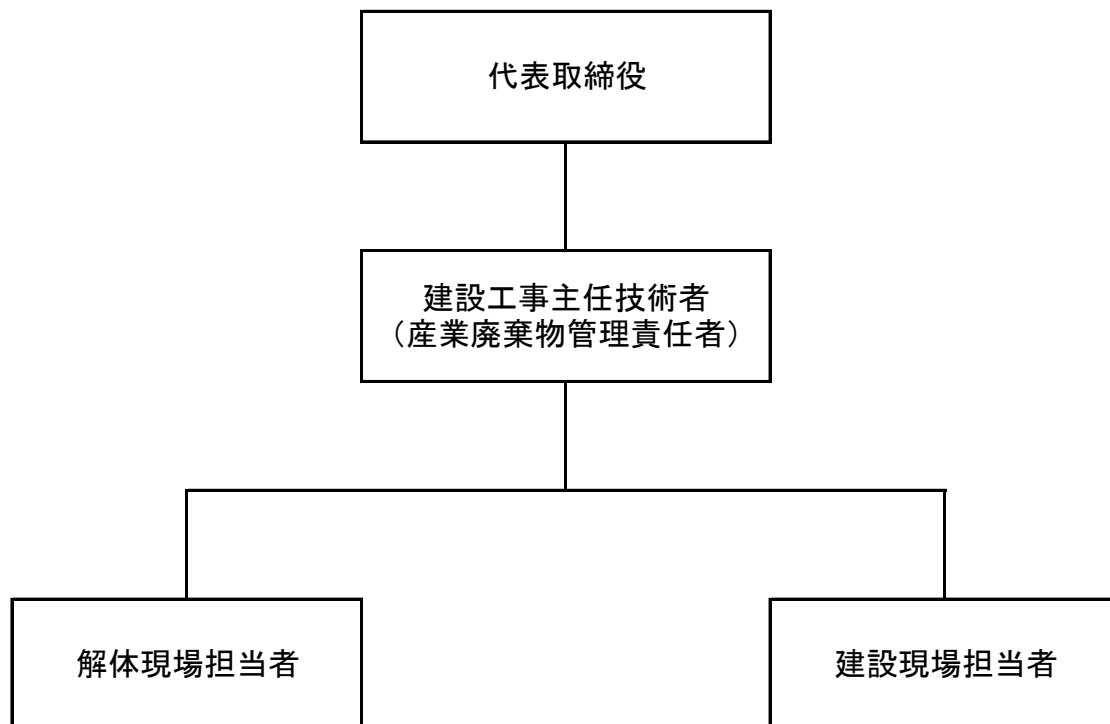 代表取締役
建設工事主任技術者
（産業廃棄物管理責任者）
解体現場担当者
建設現場担当者